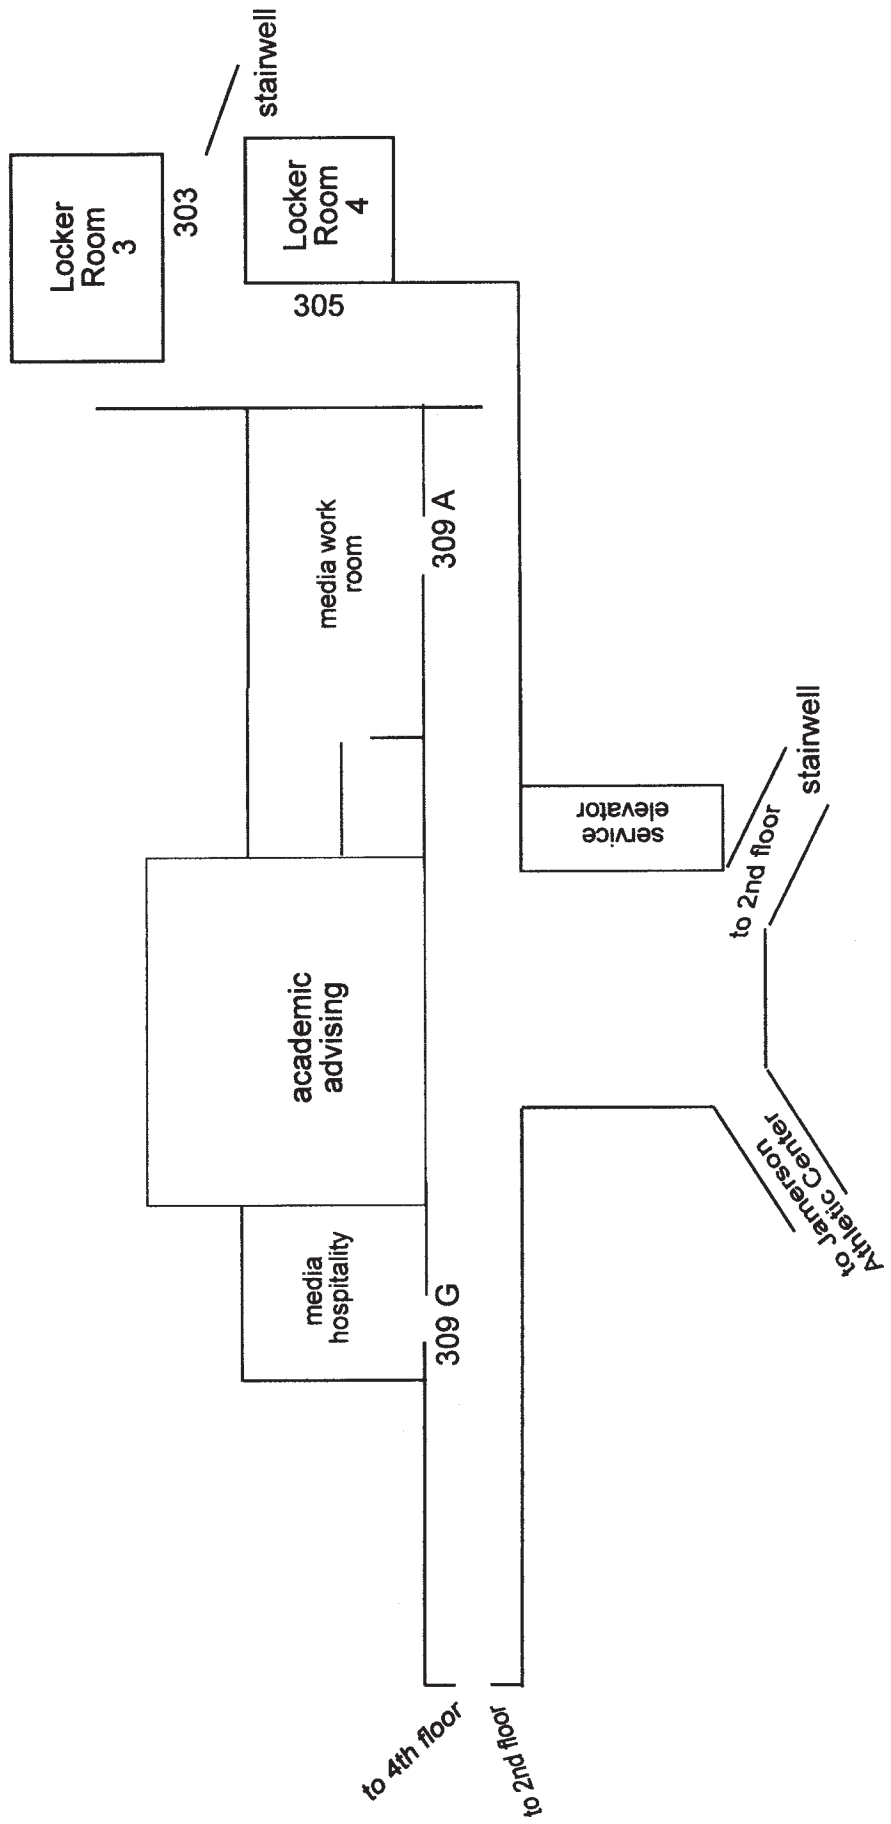 Locker
Room
3
303
stairwell
Locker
Room
4
305
media work
room
309 A
service
elevator
to 2nd floor
stairwell
academic
advising
to Jamerson
Athletic Center
media
hospitality
309 G
to 4th floor
to 2nd floor